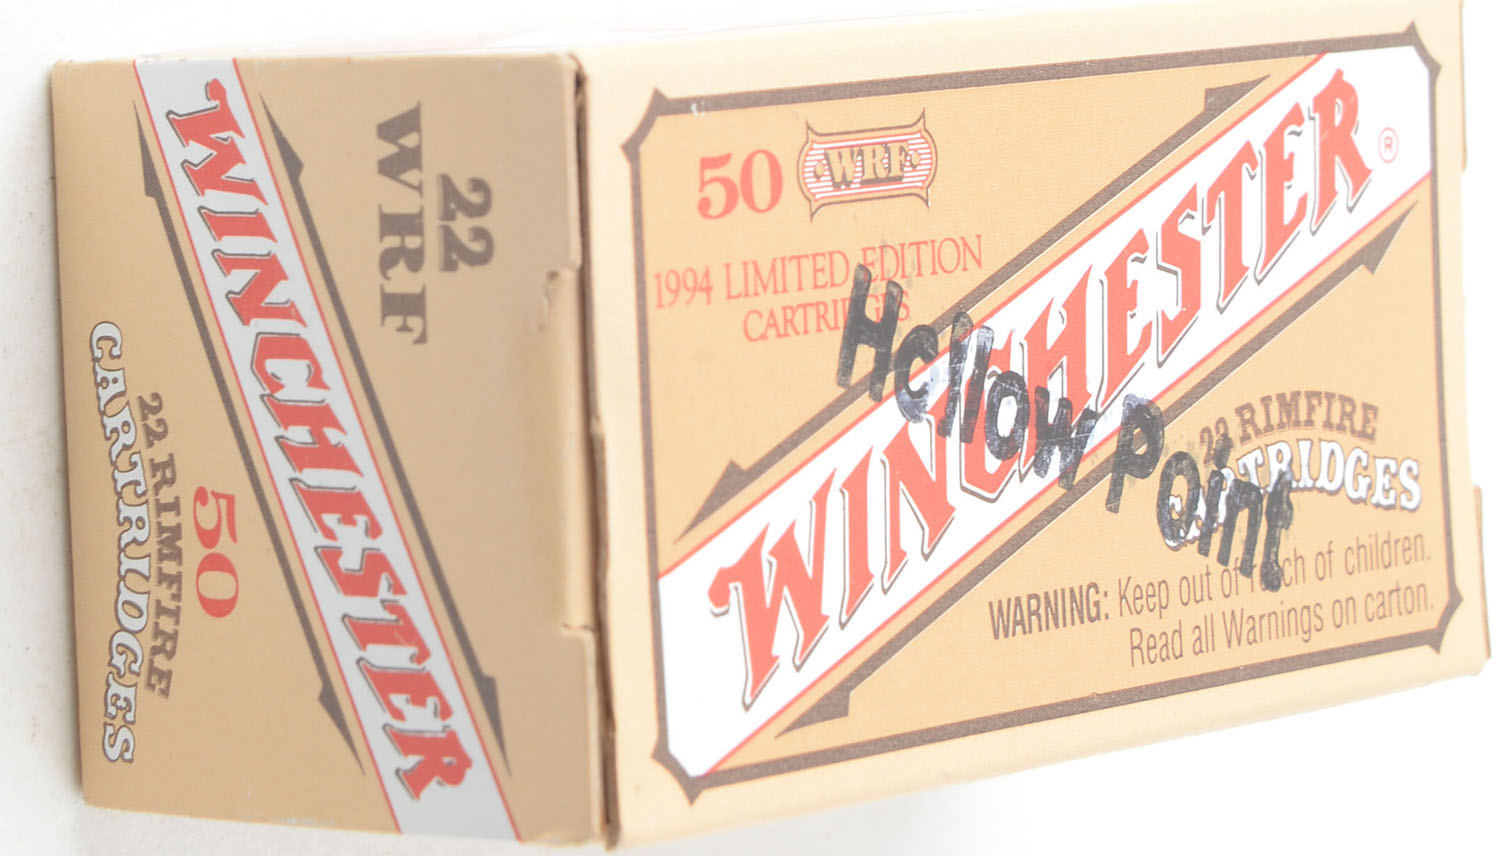 WINCHESTER
22
WRF
50
22 RIMFIRE
CARTRIDGES
50 WRF
1994 LIMITED EDITION
CARTRIDGES
WINCHESTER ®
Hollow Point
22 RIMFIRE
CARTRIDGES
WARNING: Keep out of reach of children.
Read all Warnings on carton.